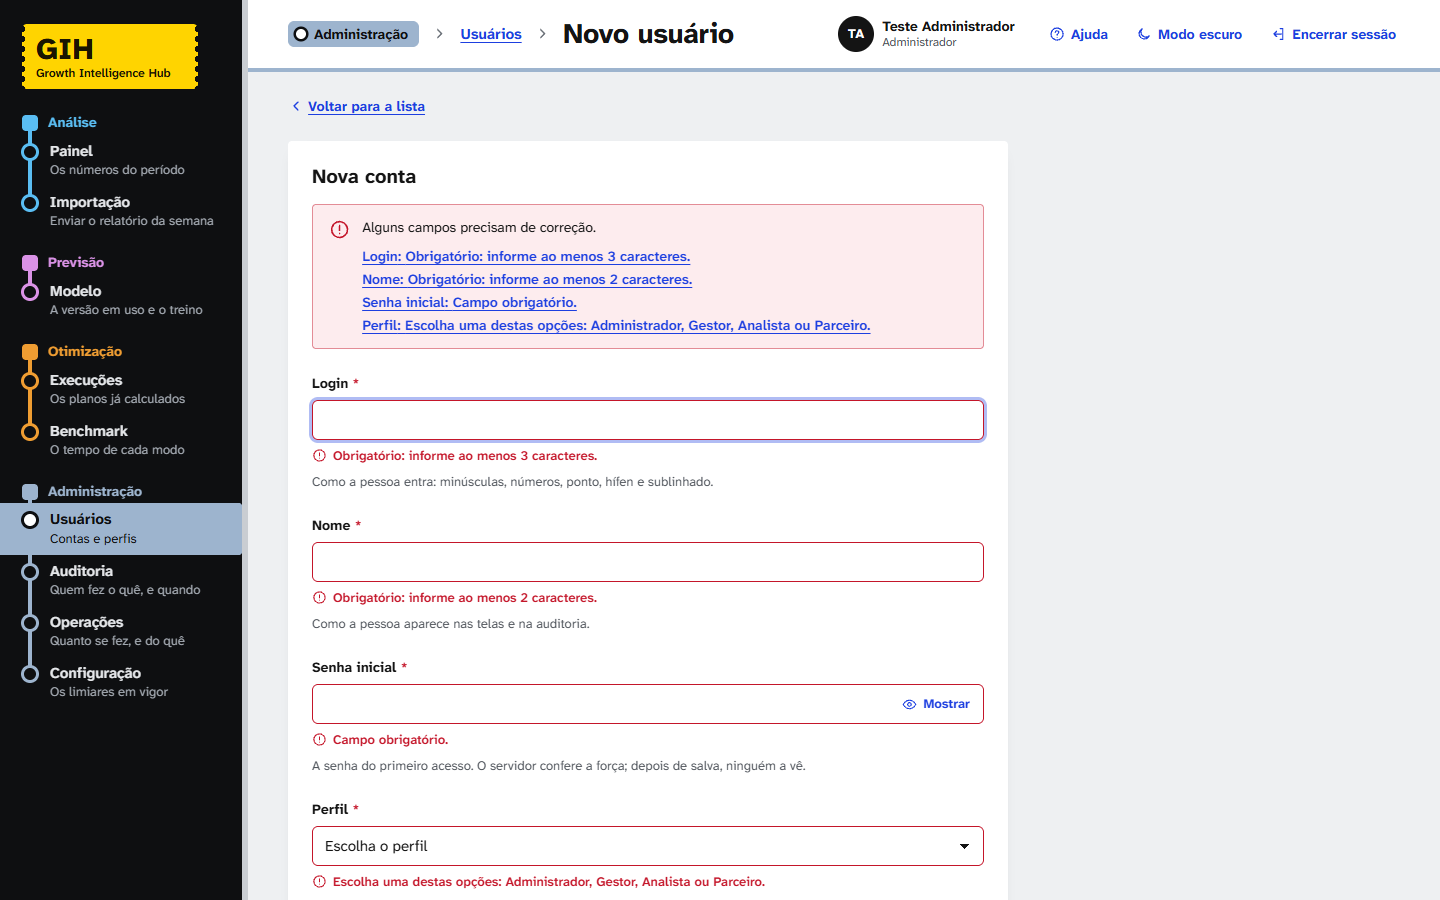 GIH
Growth Intelligence Hub
Análise
Painel
Os números do período
Importação
Enviar o relatório da semana
Previsão
Modelo
A versão em uso e o treino
Otimização
Execuções
Os planos já calculados
Benchmark
O tempo de cada modo
Administração
Usuários
Contas e perfis
Auditoria
Quem fez o quê, e quando
Operações
Quanto se fez, e do quê
Configuração
Os limiares em vigor
Administração
Usuários
Novo usuário
TA
Teste Administrador
Administrador
Ajuda
Modo escuro
Encerrar sessão
Voltar para a lista
Nova conta
Alguns campos precisam de correção.
Login: Obrigatório: informe ao menos 3 caracteres.
Nome: Obrigatório: informe ao menos 2 caracteres.
Senha inicial: Campo obrigatório.
Perfil: Escolha uma destas opções: Administrador, Gestor, Analista ou Parceiro.
Login *
Obrigatório: informe ao menos 3 caracteres.
Como a pessoa entra: minúsculas, números, ponto, hífen e sublinhado.
Nome *
Obrigatório: informe ao menos 2 caracteres.
Como a pessoa aparece nas telas e na auditoria.
Senha inicial *
Mostrar
Campo obrigatório.
A senha do primeiro acesso. O servidor confere a força; depois de salva, ninguém a vê.
Perfil *
Escolha o perfil
Escolha uma destas opções: Administrador, Gestor, Analista ou Parceiro.